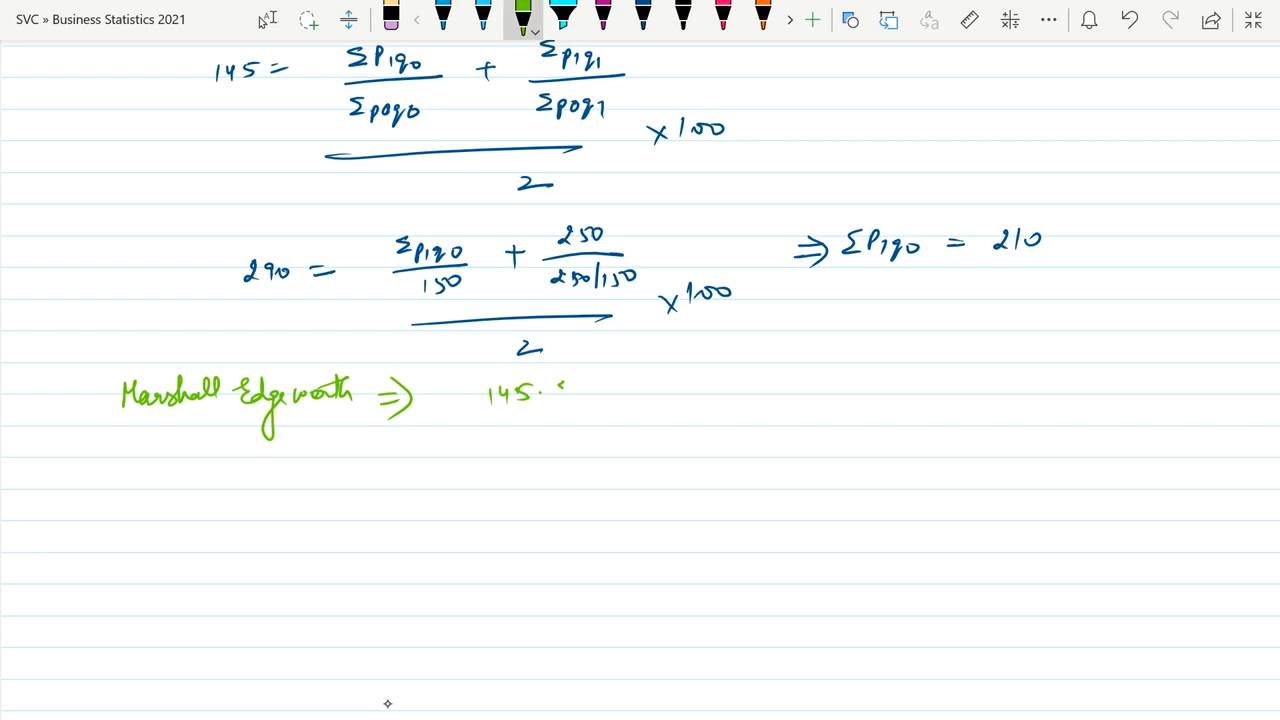 SVC » Business Statistics 2021
145 = Σp1q0 / Σp0q0 + Σp1q1 / Σp0q1
× 100
2
290 = Σp1q0 / 150 + 250 / 250/150 ⇒ Σp1q0 = 210
× 100
2
Marshall Edgeworth ⇒ 145.